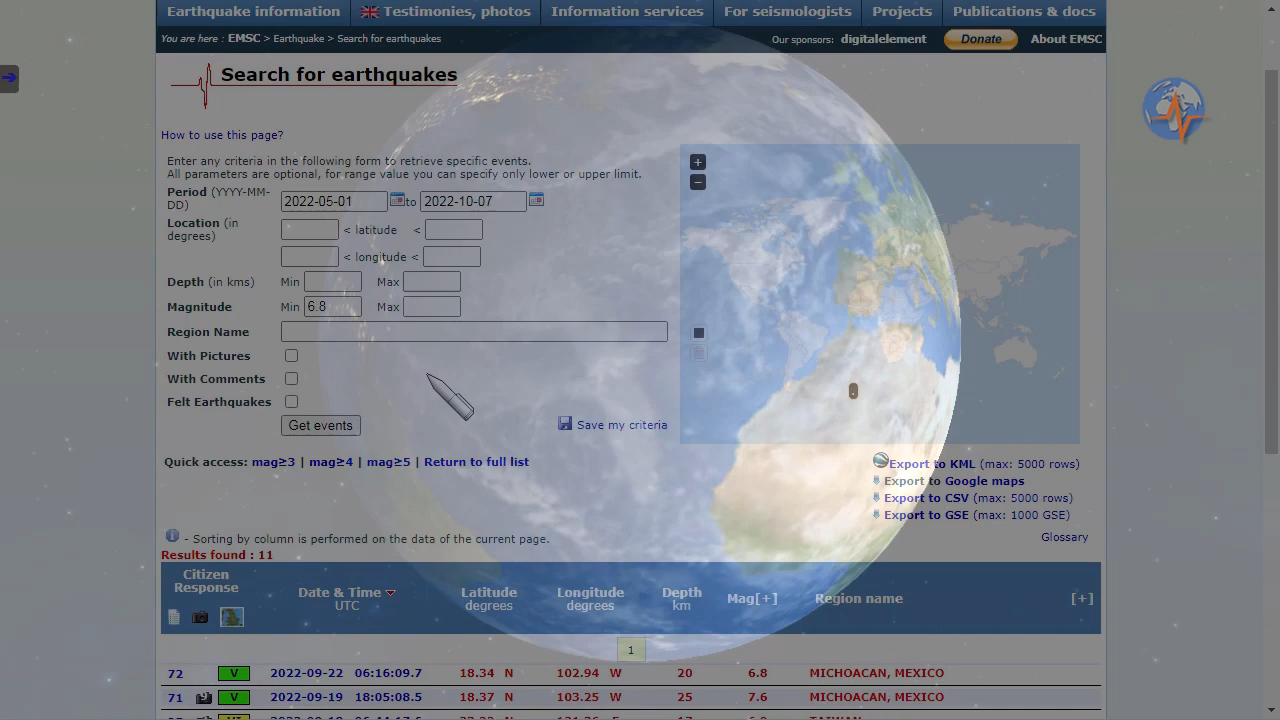 Earthquake information Testimonies, photos Information services For seismologists Projects Publications & docs
You are here : EMSC > Earthquake > Search for earthquakes Our sponsors: digitalelement Donate About EMSC
Search for earthquakes
How to use this page?
Enter any criteria in the following form to retrieve specific events.
All parameters are optional, for range value you can specify only lower or upper limit.
Period (YYYY-MM-DD) 2022-05-01 to 2022-10-07
Location (in degrees) < latitude <
< longitude <
Depth (in kms) Min Max
Magnitude Min 6.8 Max
Region Name
With Pictures
With Comments
Felt Earthquakes
Get events Save my criteria
Quick access: mag≥3 | mag≥4 | mag≥5 | Return to full list
+
−
Export to KML (max: 5000 rows)
Export to Google maps
Export to CSV (max: 5000 rows)
Export to GSE (max: 1000 GSE)
Glossary
- Sorting by column is performed on the data of the current page.
Results found : 11
Citizen Response Date & Time UTC Latitude degrees Longitude degrees Depth km Mag[+] Region name [+]
1
72 V 2022-09-22 06:16:09.7 18.34 N 102.94 W 20 6.8 MICHOACAN, MEXICO
71 V 2022-09-19 18:05:08.5 18.37 N 103.25 W 25 7.6 MICHOACAN, MEXICO